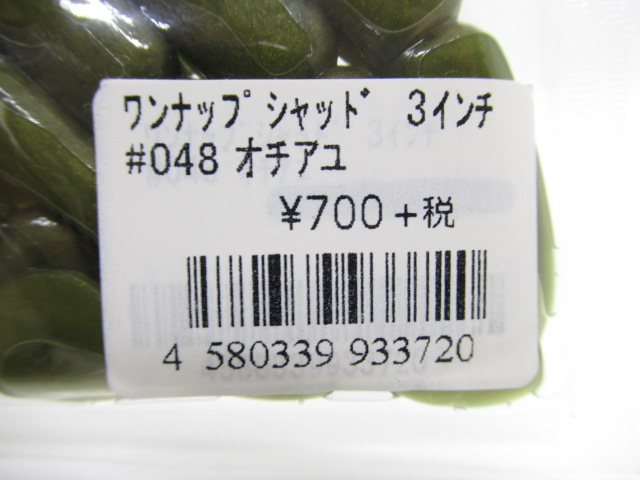 ﾜﾝﾅｯﾌﾟｼｬｯﾄﾞ 3ｲﾝﾁ
#048 ｵﾁｱﾕ
¥700+税
4 580339 933720